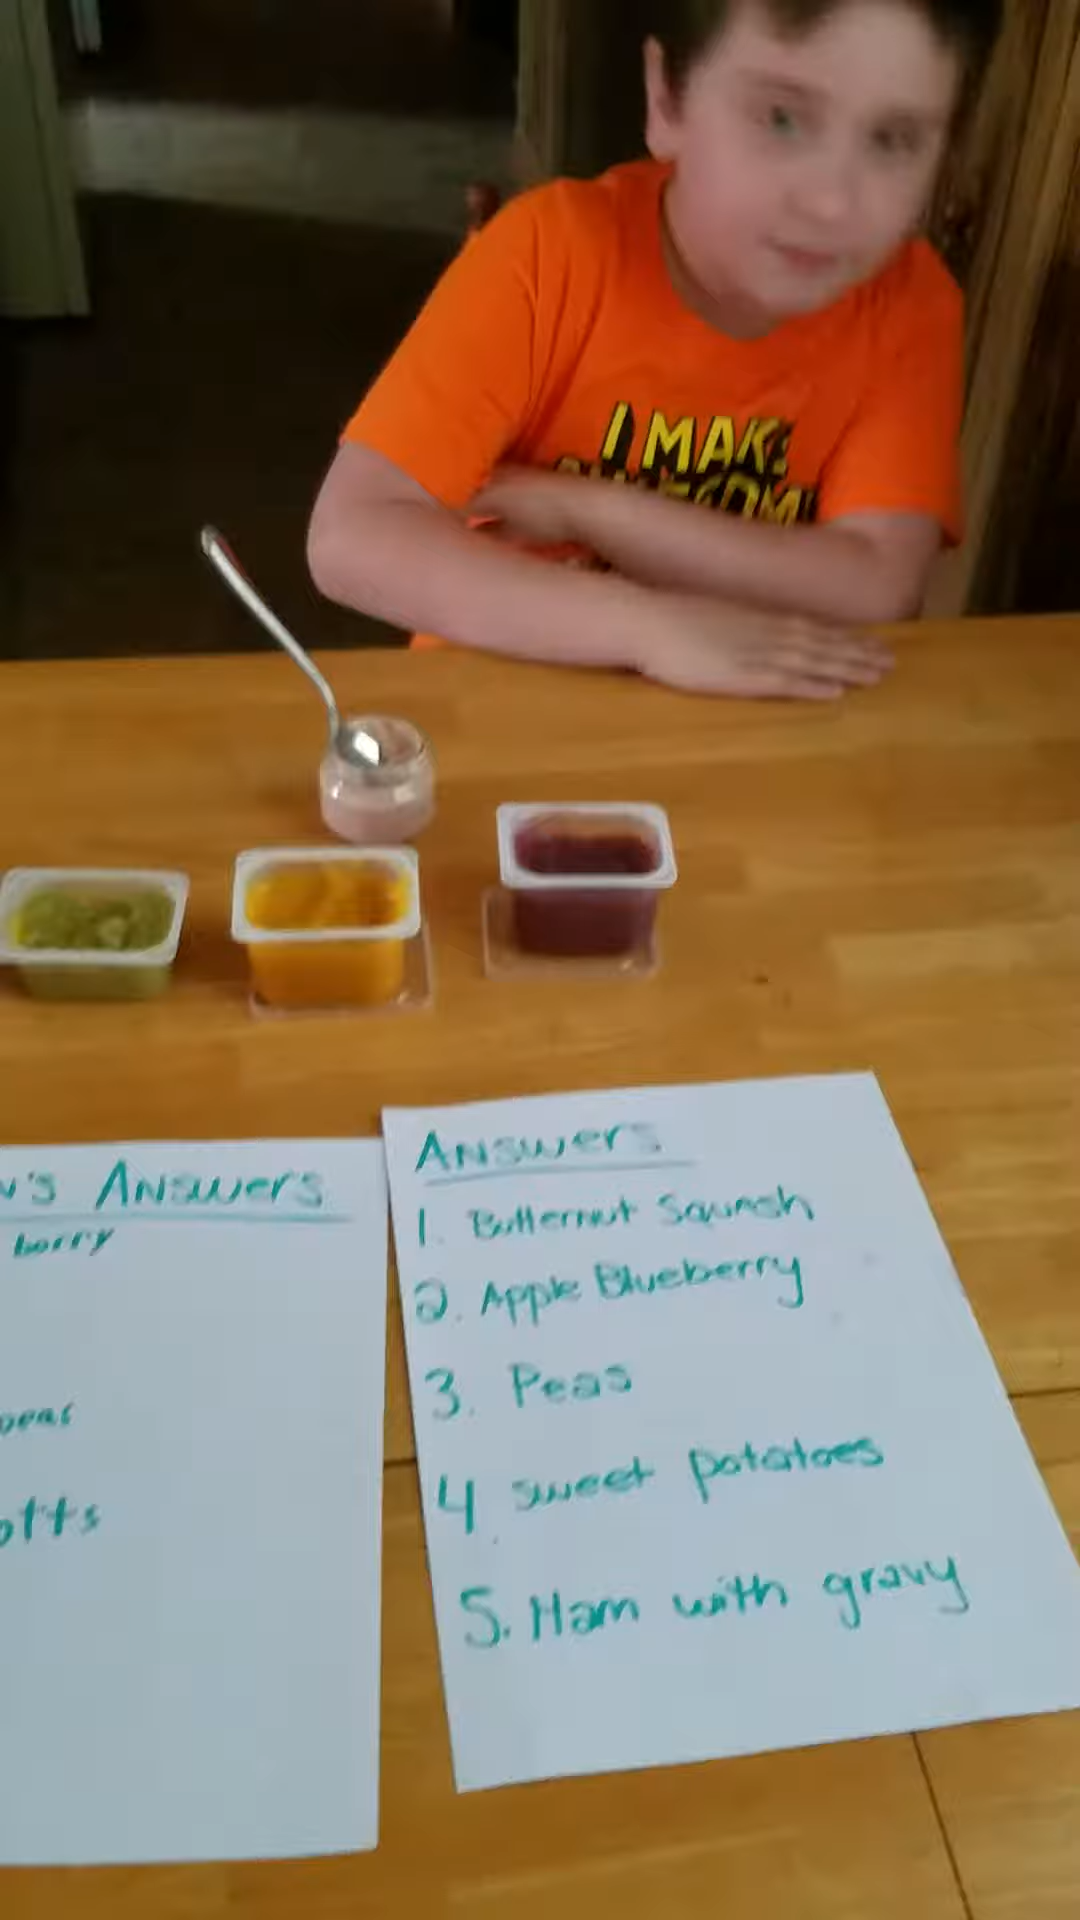 I MAKE
AWESOME
N'S ANSWERS
berry
peas
otts
ANSWERS
1. Butternut Squash
2. Apple Blueberry
3. Peas
4. sweet potatoes
5. Ham with gravy